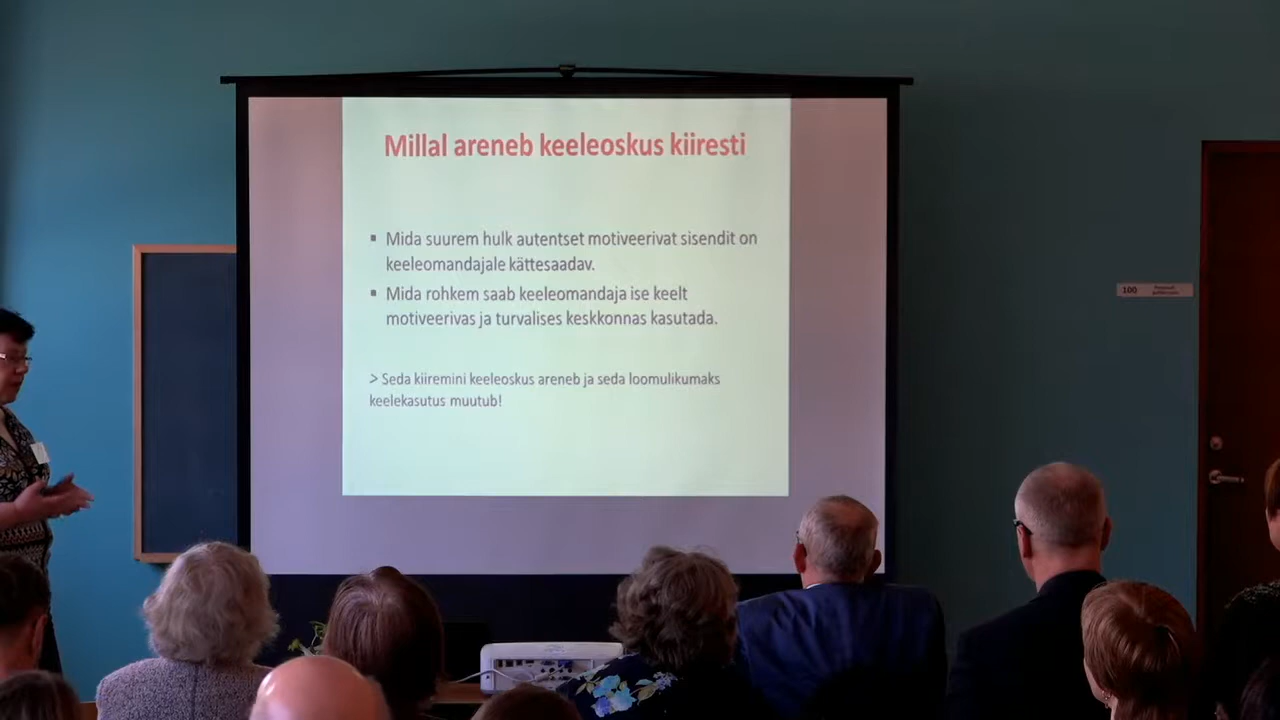 Millal areneb keeleoskus kiiresti
▪ Mida suurem hulk autentset motiveerivat sisendit on
keeleomandajale kättesaadav.
▪ Mida rohkem saab keeleomandaja ise keelt
motiveerivas ja turvalises keskkonnas kasutada.
> Seda kiiremini keeleoskus areneb ja seda loomulikumaks
keelekasutus muutub!
100